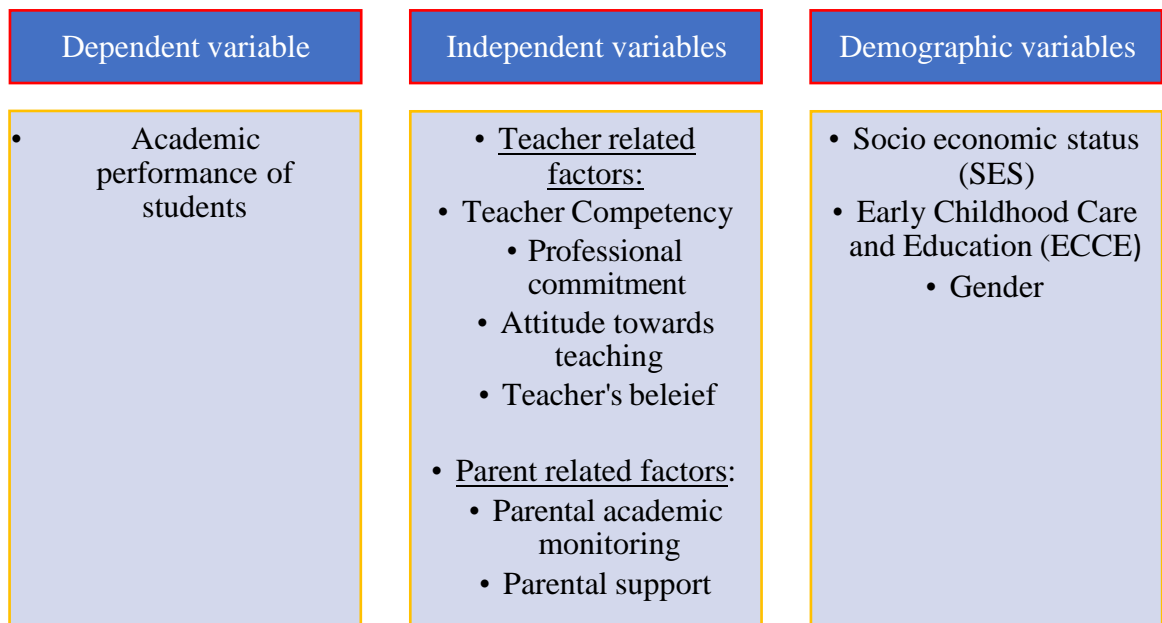 Dependent variable
• Academic
performance of
students
Independent variables
• Teacher related
factors:
• Teacher Competency
• Professional
commitment
• Attitude towards
teaching
• Teacher's beleief
• Parent related factors:
• Parental academic
monitoring
• Parental support
Demographic variables
• Socio economic status
(SES)
• Early Childhood Care
and Education (ECCE)
• Gender